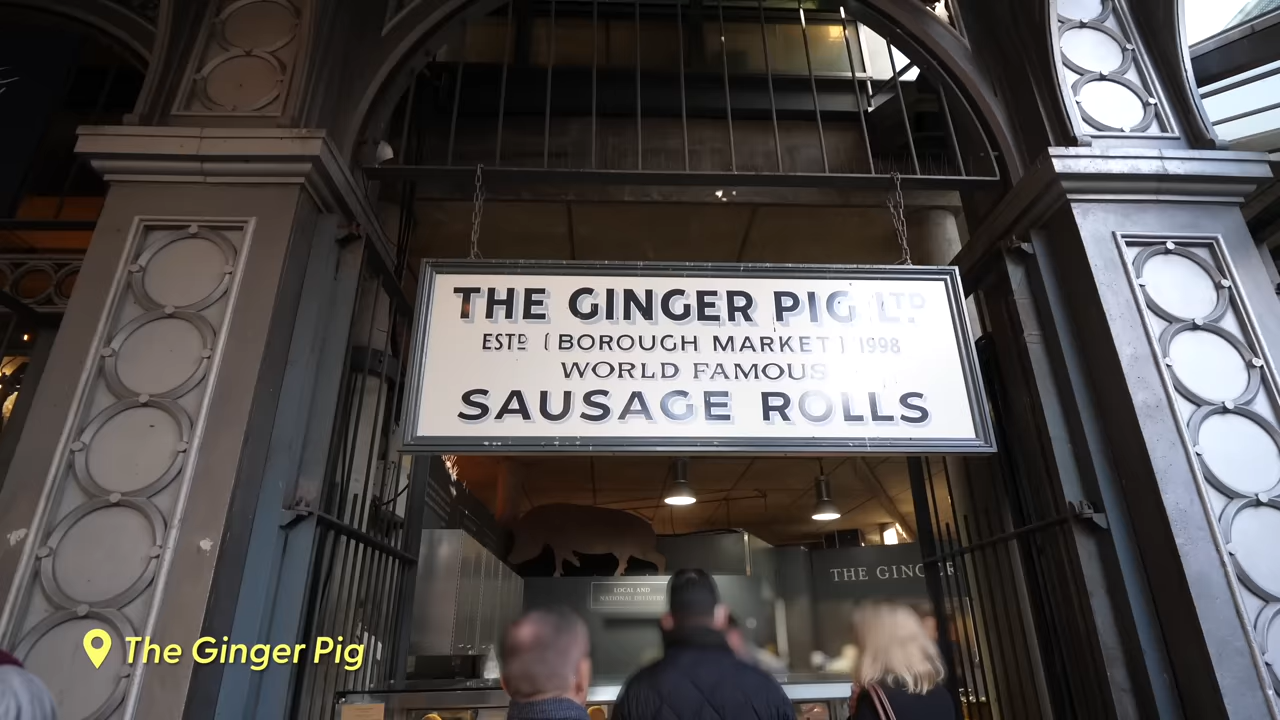 THE GINGER PIG LTD
ESTD (BOROUGH MARKET) 1998
WORLD FAMOUS
SAUSAGE ROLLS
THE GINGER
LOCAL AND
NATIONAL DELIVERY
The Ginger Pig